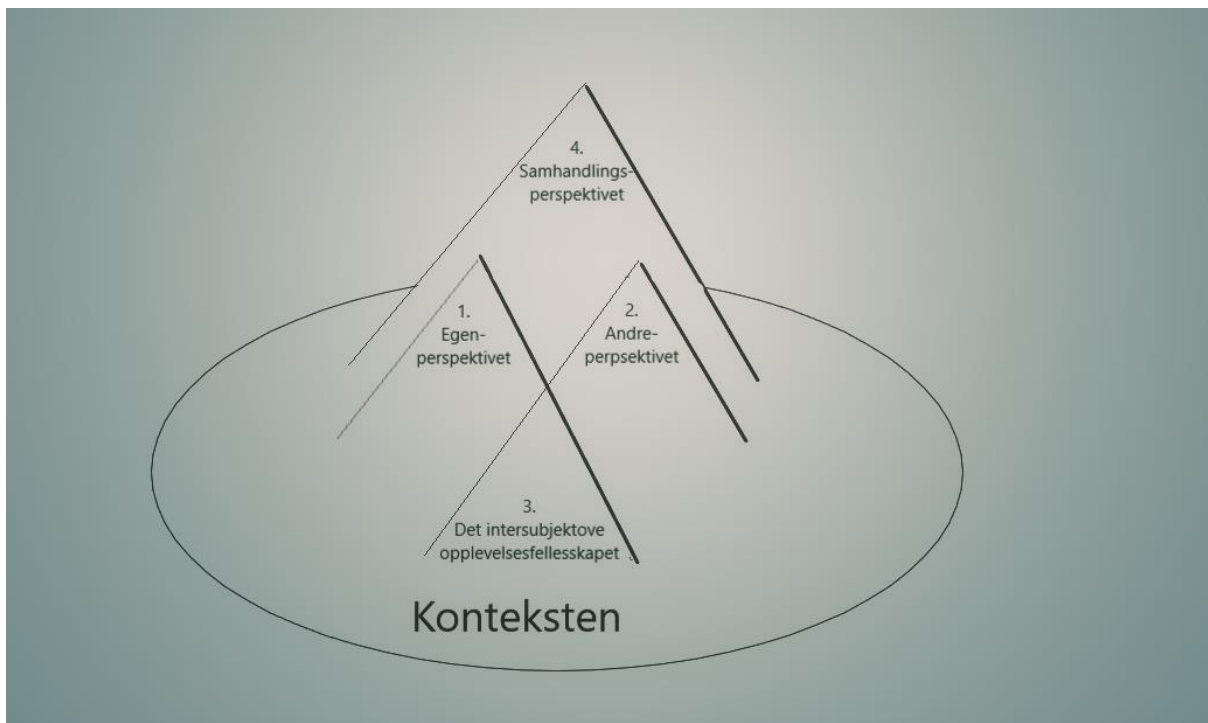 4.
Samhandlings-
perspektivet
1.
Egen-
perspektivet
2.
Andre-
perpsektivet
3.
Det intersubjektove
opplevelsesfellesskapet
Konteksten